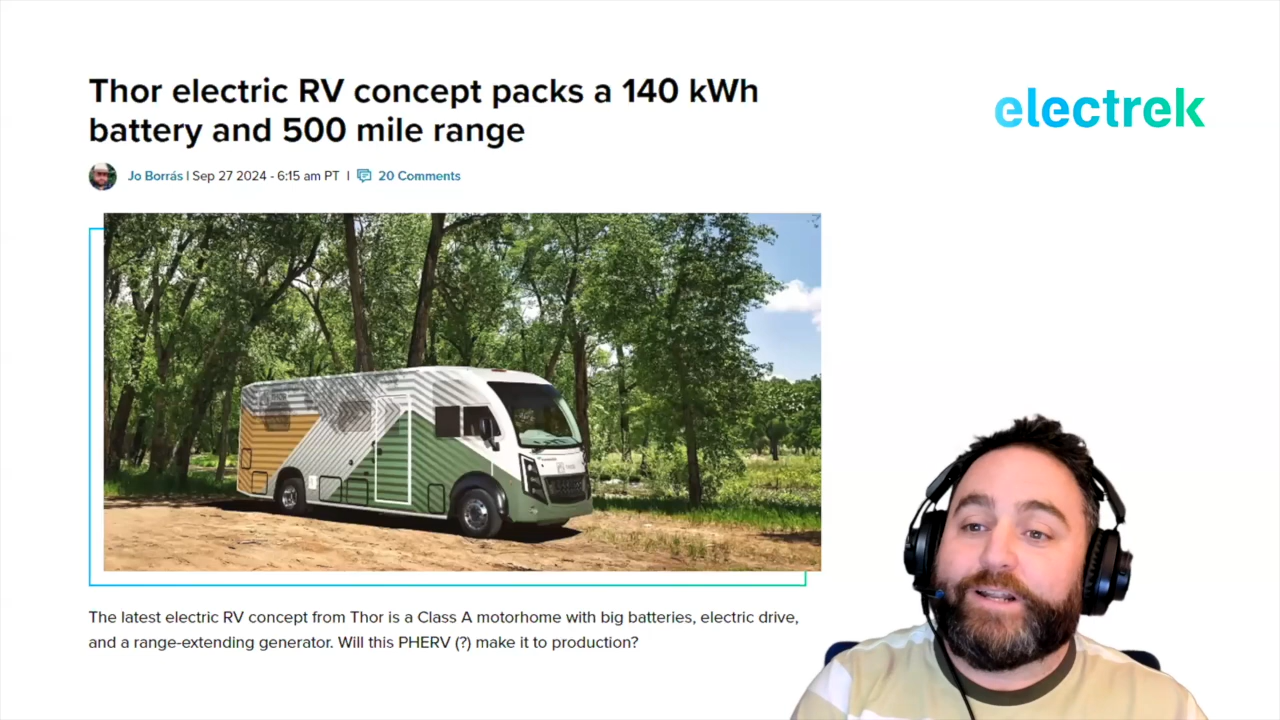 Thor electric RV concept packs a 140 kWh
battery and 500 mile range
electrek
Jo Borrás | Sep 27 2024 - 6:15 am PT | 20 Comments
The latest electric RV concept from Thor is a Class A motorhome with big batteries, electric drive,
and a range-extending generator. Will this PHERV (?) make it to production?